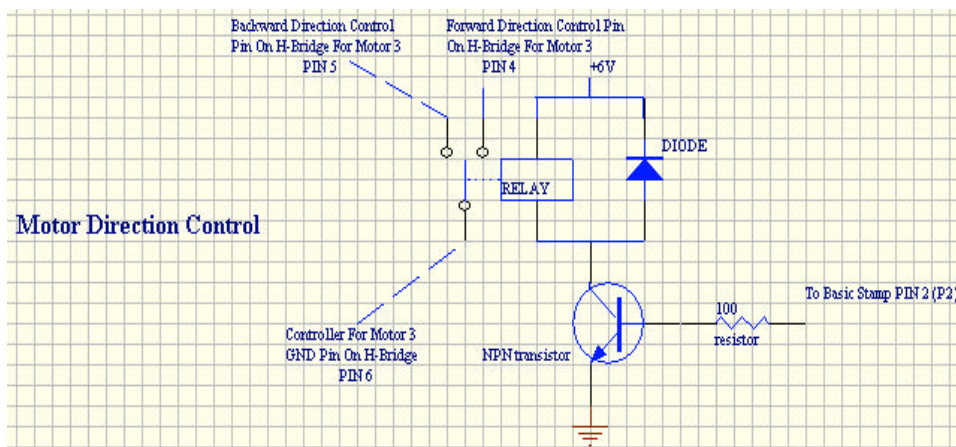 Backward Direction Control
Pin On H-Bridge For Motor 3
PIN 5
Forward Direction Control Pin
On H-Bridge For Motor 3
PIN 4
+6V
DIODE
RELAY
Motor Direction Control
To Basic Stamp PIN 2 (P2)
100
resistor
Controller For Motor 3
GND Pin On H-Bridge
PIN 6
NPN transistor